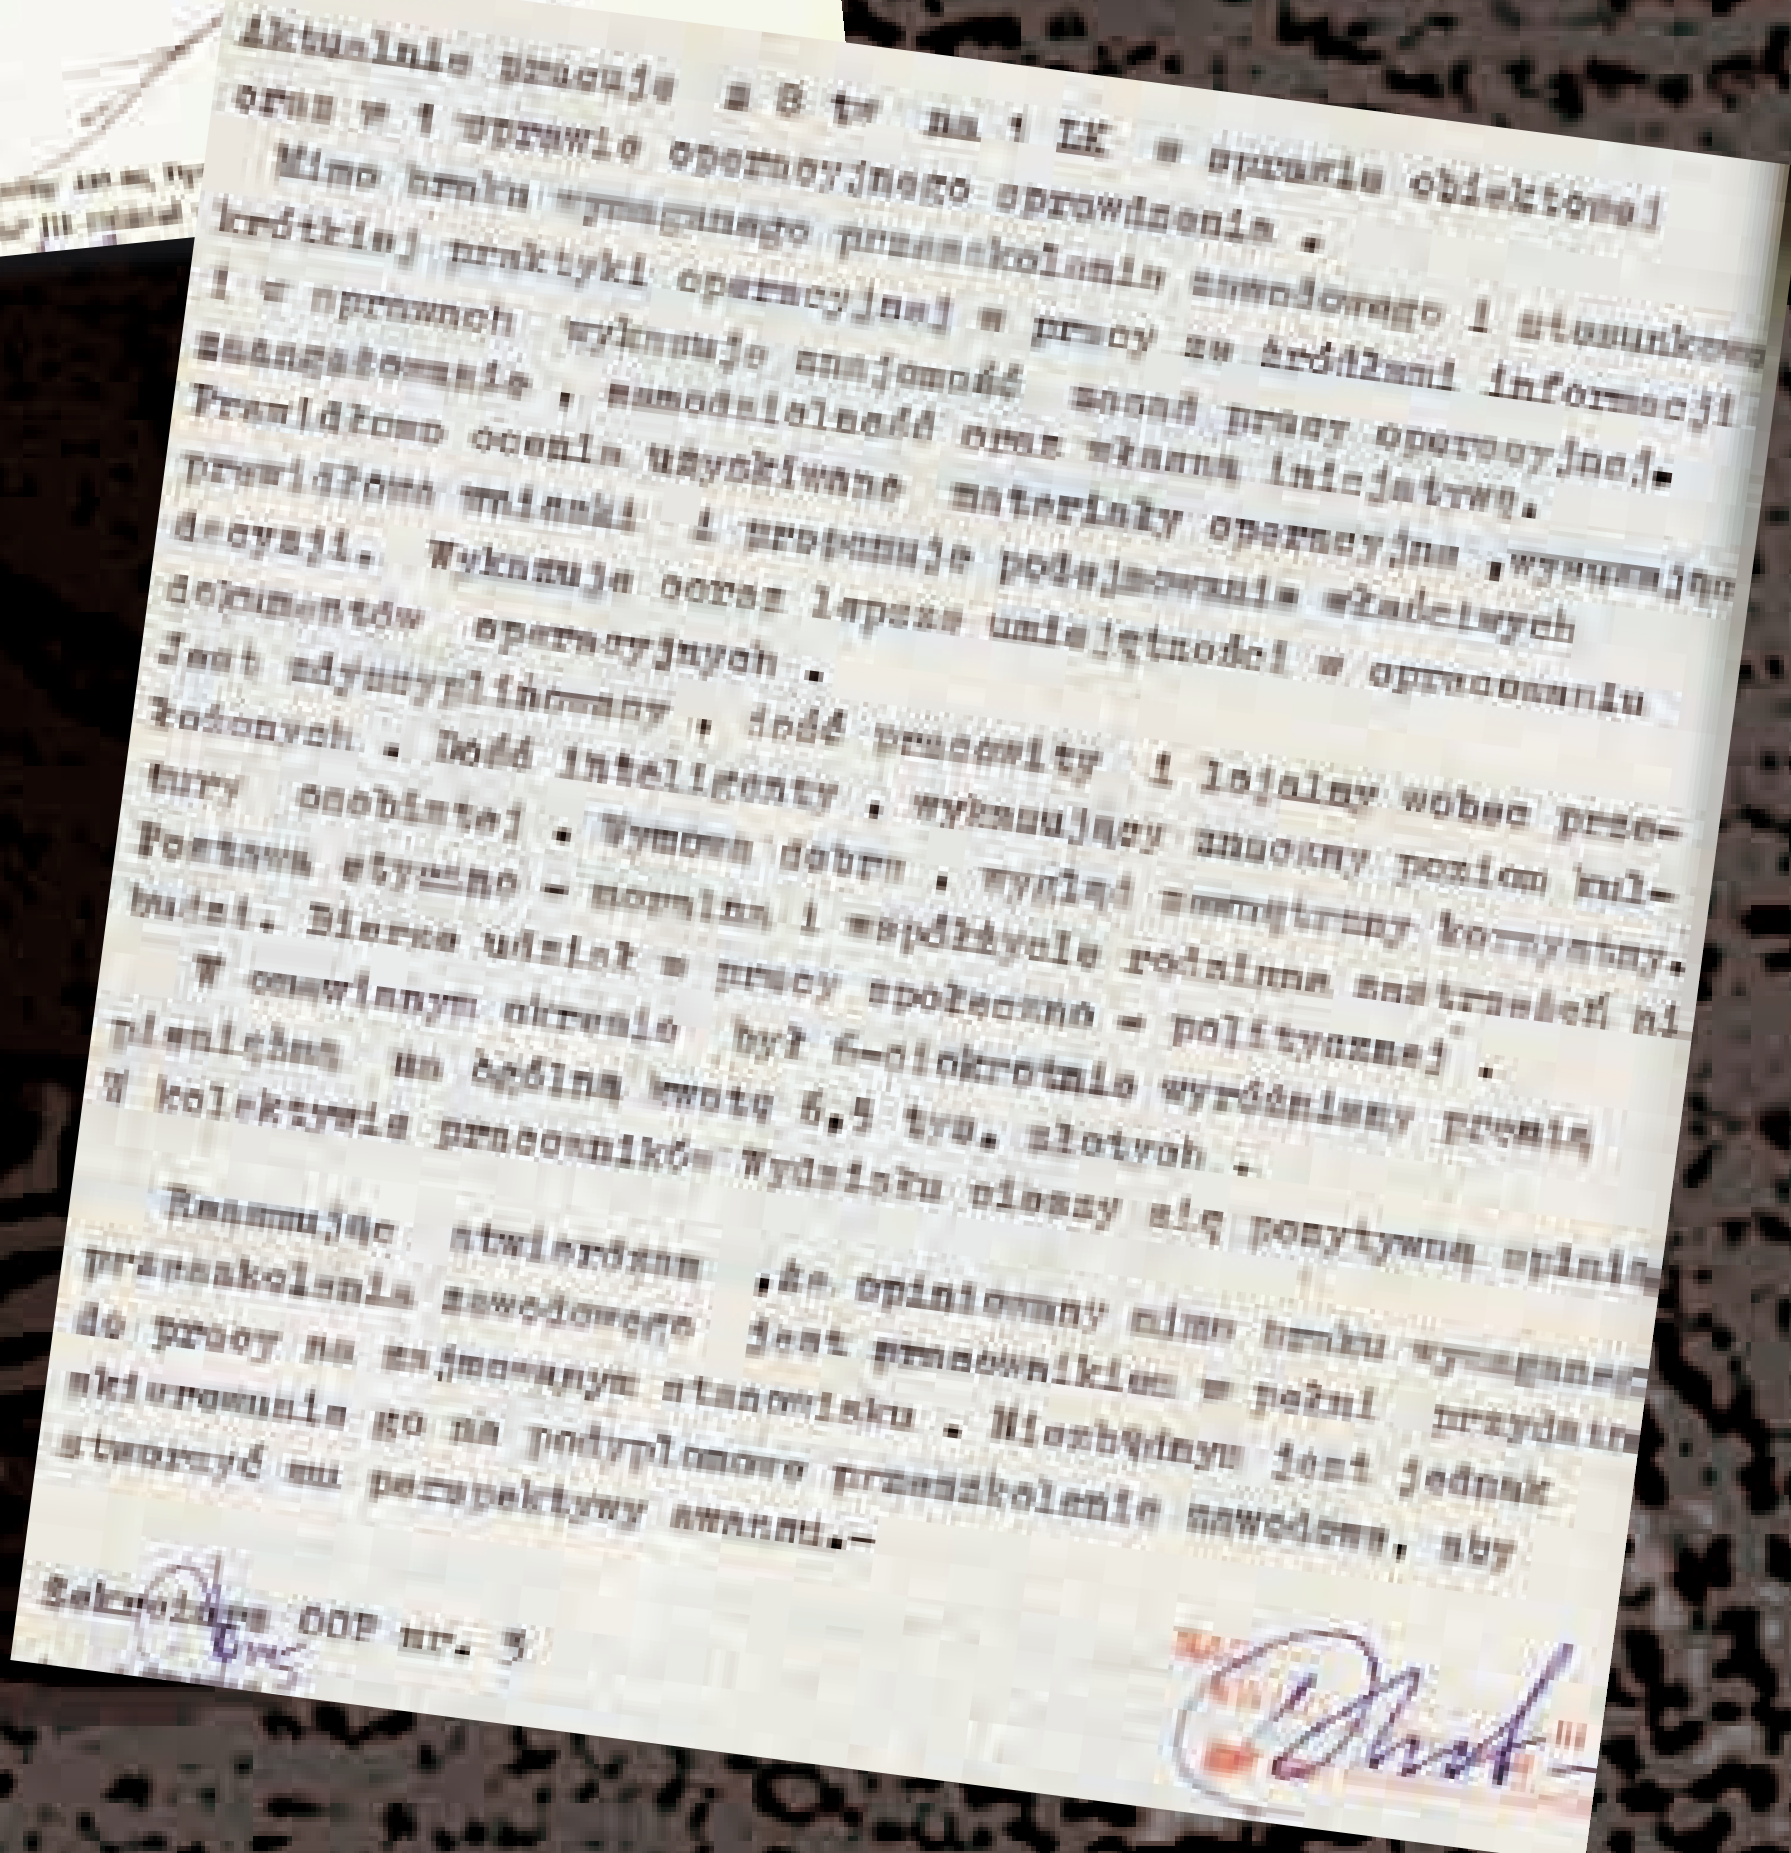 Aktualnie pracuje z 8 tw na 1 LK w sprawie obiektowej
oraz w 1 sprawie operacyjnego sprawdzenia .
Mimo braku wymaganego przeszkolenia zawodowego i stosunkowo
krótkiej praktyki operacyjnej w pracy ze źródłami informacji
i w sprawach wykazuje znajomość zasad pracy operacyjnej.
zaangażowanie , samodzielność oraz własną inicjatywę.
Prawidłowo ocenia uzyskiwane materiały operacyjne , wyciągając
prawidłowe wnioski i proponuje podejmowanie właściwych
decyzji. Wykazuje coraz lepsze umiejętności w opracowaniu
dokumentów operacyjnych .
Jest zdyscyplinowany , dość pracowity i lojalny wobec prze-
łożonych . Dość inteligenty , wykazujący znaczny poziom kul-
tury osobistej . Wymowa dobra , wygląd zewnętrzny korzystny.
Postawa etyczno - moralna i współżycie rodzinne zastrzeżeń ni
budzi. Bierze udział w pracy społeczno - politycznej .
W omawianym okresie był 6-ciokrotnie wyróżniany premią
pieniężną na ogólną kwotę 6,5 tys. złotych .
W kolektywie pracowników Wydziału cieszy się pozytywną opinią
Reasumując stwierdzam , że opiniowany mimo braku
przeszkolenia zawodowego jest pracownikiem w pełni
do pracy na zajmowanym stanowisku . Niezbędnym jest jednak
skierowanie go na podyplomowe przeszkolenie zawodowe, aby
stworzyć mu perspektywy awansu.-
Sekretarz OOP nr. 5